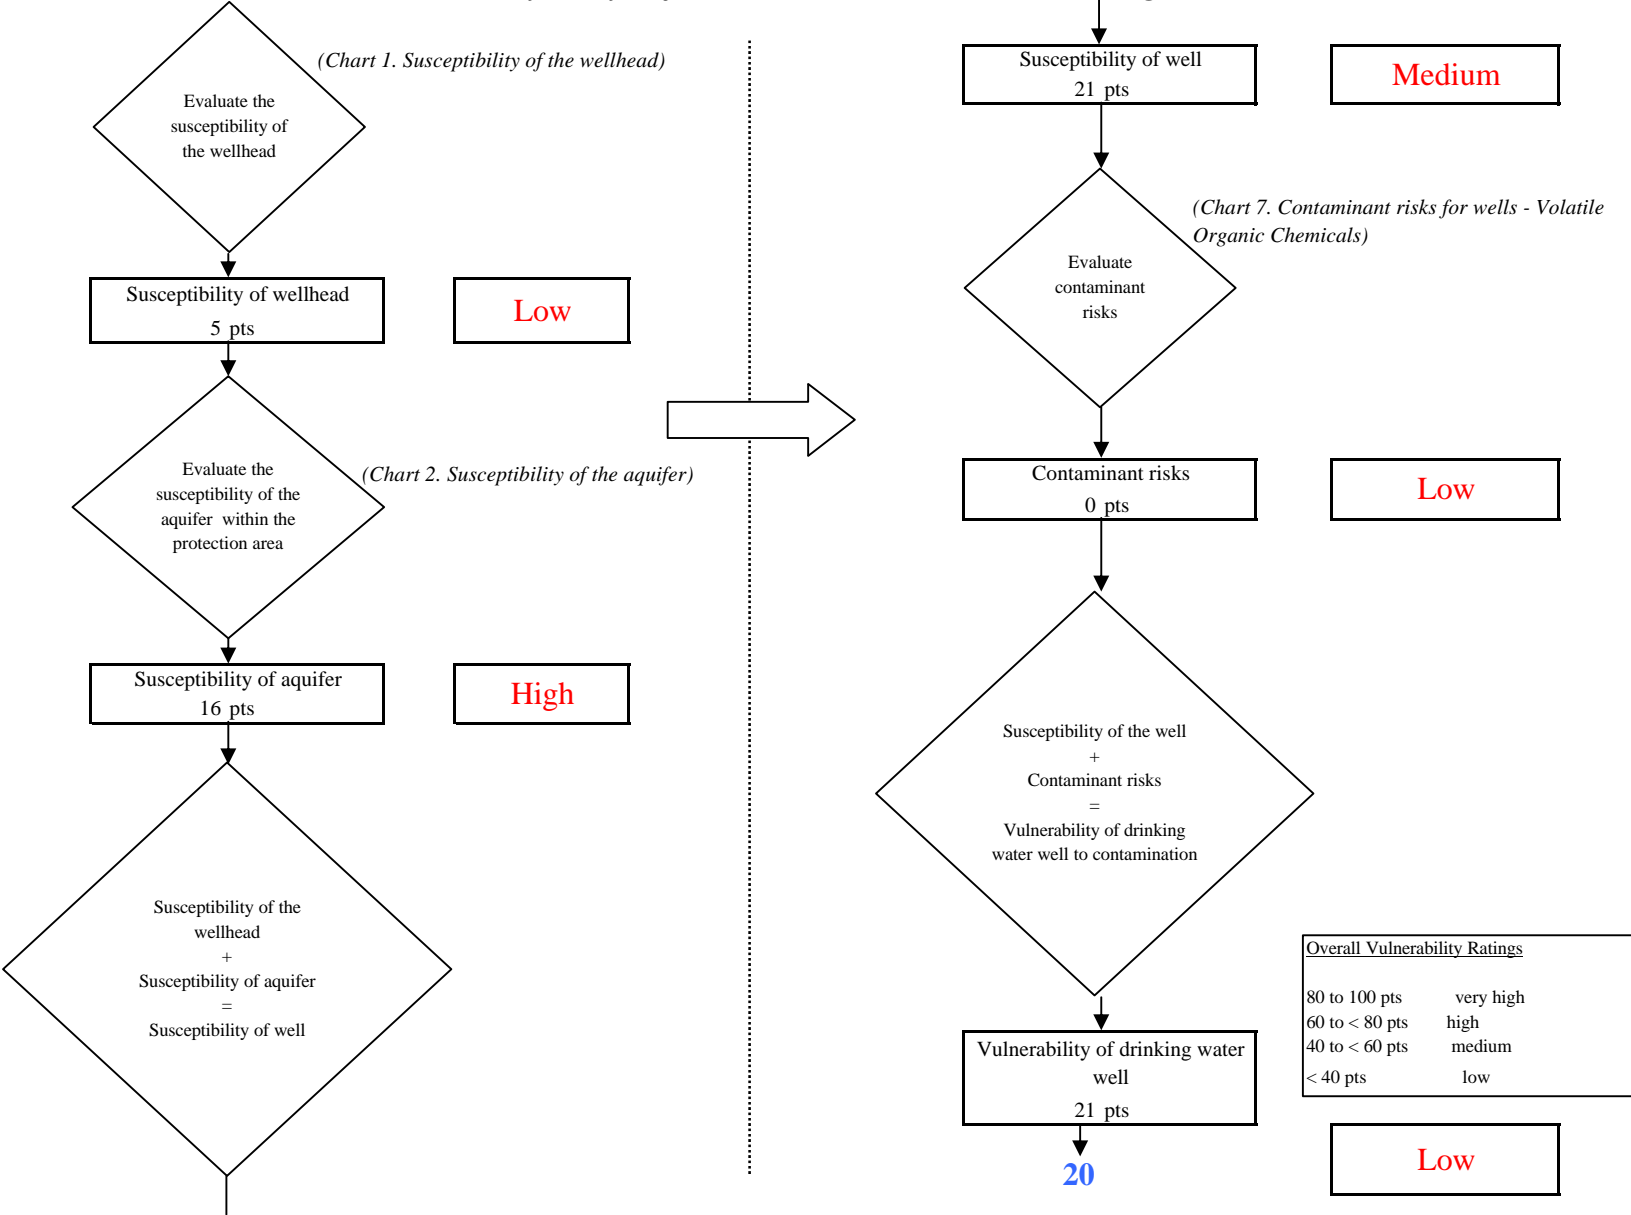 (Chart 1. Susceptibility of the wellhead)
Evaluate the
susceptibility of
the wellhead
Susceptibility of wellhead
5 pts
Low
Evaluate the
susceptibility of the
aquifer within the
protection area
(Chart 2. Susceptibility of the aquifer)
Susceptibility of aquifer
16 pts
High
Susceptibility of the
wellhead
+
Susceptibility of aquifer
=
Susceptibility of well
Susceptibility of well
21 pts
Medium
(Chart 7. Contaminant risks for wells - Volatile
Organic Chemicals)
Evaluate
contaminant
risks
Contaminant risks
0 pts
Low
Susceptibility of the well
+
Contaminant risks
=
Vulnerability of drinking
water well to contamination
Overall Vulnerability Ratings
80 to 100 pts very high
60 to < 80 pts high
40 to < 60 pts medium
< 40 pts low
Vulnerability of drinking water
well
21 pts
20
Low